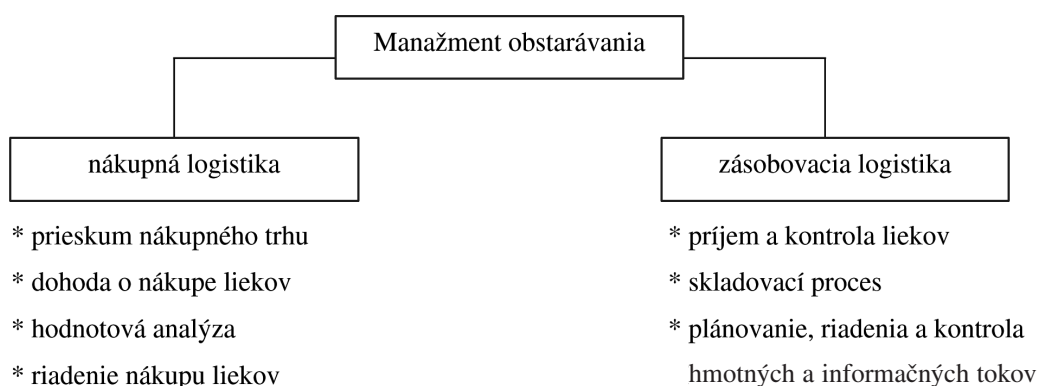 Manažment obstarávania
nákupná logistika
* prieskum nákupného trhu
* dohoda o nákupe liekov
* hodnotová analýza
* riadenie nákupu liekov
zásobovacia logistika
* príjem a kontrola liekov
* skladovací proces
* plánovanie, riadenia a kontrola
hmotných a informačných tokov